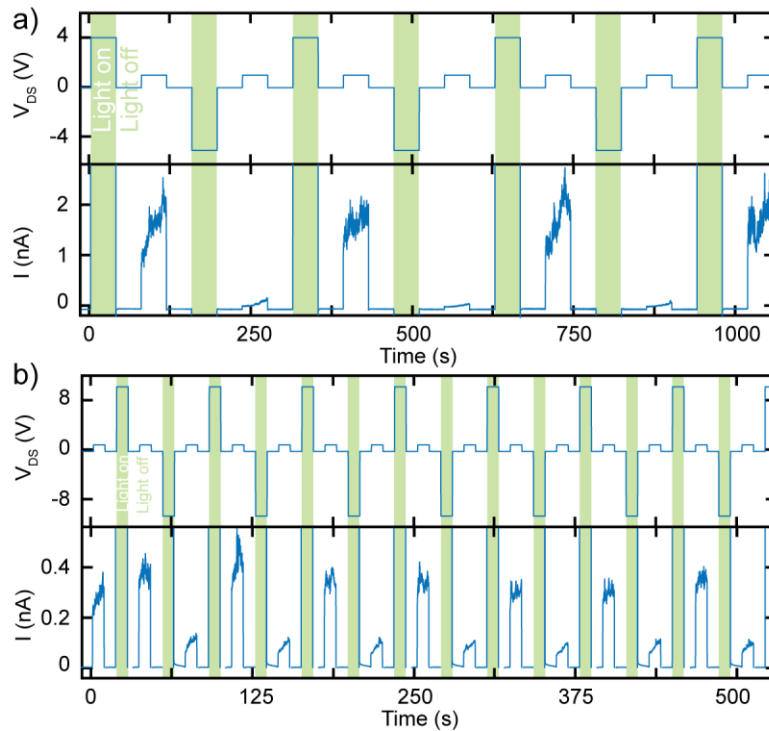 a)
4
0
-4
V_DS (V)
Light on
Light off
2
1
0
I (nA)
0
250
500
750
1000
Time (s)
b)
8
0
-8
V_DS (V)
Light on
Light off
0.4
0.2
0
I (nA)
0
125
250
375
500
Time (s)